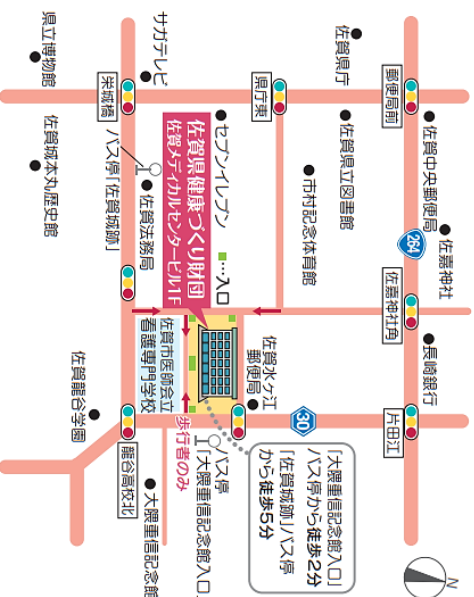 N
佐賀県庁
郵便局前
佐賀中央郵便局
佐嘉神社
264
佐嘉神社角
長崎銀行
片田江
県庁東
佐賀県立図書館
市村記念体育館
サガテレビ
県立博物館
栄城橋
バス停「佐賀城跡」
佐賀城本丸歴史館
佐賀法務局
セブンイレブン
…入口
佐賀県健康づくり財団
佐賀メディカルセンタービル1F
佐賀水ヶ江
郵便局
30
佐賀市医師会立
看護専門学校
歩行者のみ
バス停
「大隈重信記念館入口」
「大隈重信記念館入口」
バス停から徒歩2分
「佐賀城跡」バス停
から徒歩5分
佐賀龍谷学園
龍谷高校北
大隈重信記念館